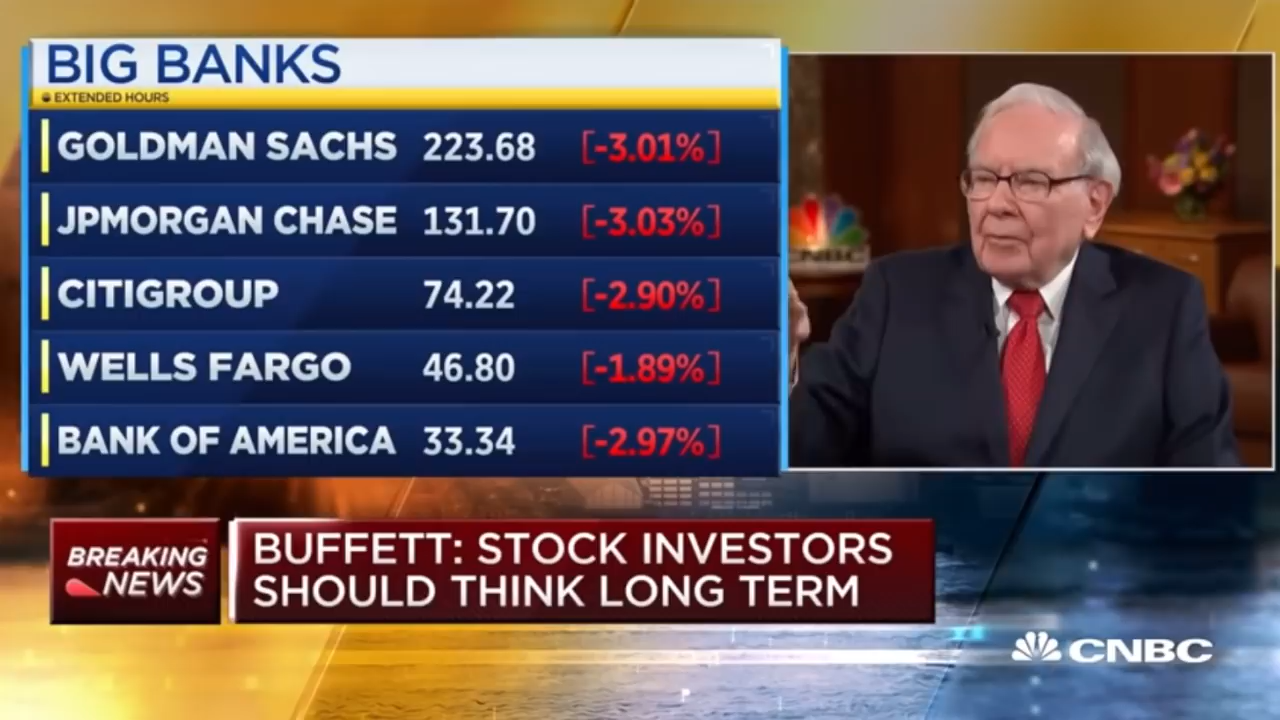 BIG BANKS
EXTENDED HOURS
GOLDMAN SACHS 223.68 [-3.01%]
JPMORGAN CHASE 131.70 [-3.03%]
CITIGROUP 74.22 [-2.90%]
WELLS FARGO 46.80 [-1.89%]
BANK OF AMERICA 33.34 [-2.97%]
CNBC
BREAKING
NEWS
BUFFETT: STOCK INVESTORS
SHOULD THINK LONG TERM
CNBC